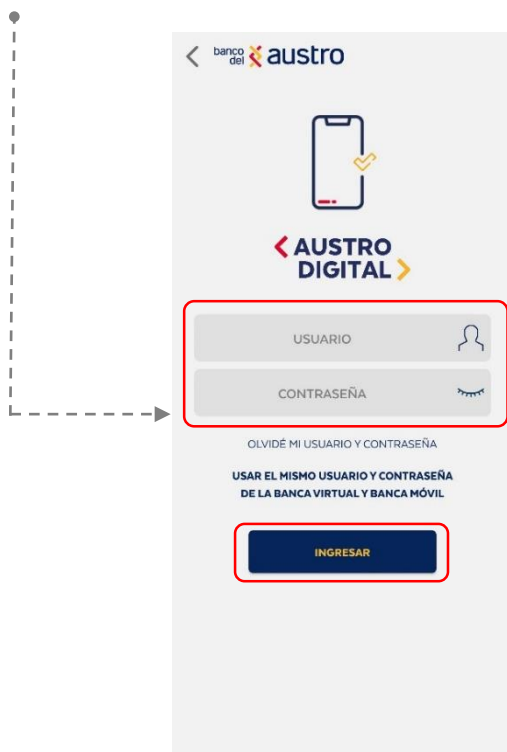 banco del austro
AUSTRO
DIGITAL
USUARIO
CONTRASEÑA
OLVIDÉ MI USUARIO Y CONTRASEÑA
USAR EL MISMO USUARIO Y CONTRASEÑA
DE LA BANCA VIRTUAL Y BANCA MÓVIL
INGRESAR